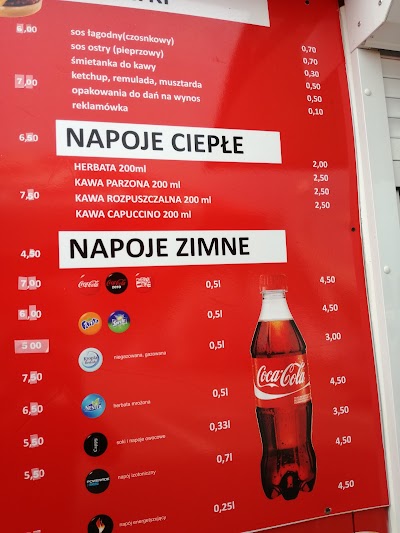 6,00
sos łagodny(czosnkowy)
sos ostry (pieprzowy) 0,70
śmietanka do kawy 0,70
7,00 ketchup, remulada, musztarda 0,30
opakowania do dań na wynos 0,50
reklamówka 0,50
0,10
6,50 NAPOJE CIEPŁE
HERBATA 200ml 2,00
KAWA PARZONA 200 ml 2,50
7,50 KAWA ROZPUSZCZALNA 200 ml 2,50
KAWA CAPUCCINO 200 ml 2,50
4,50 NAPOJE ZIMNE
7,00 Coca-Cola zero 0,5l 4,50
6,00 Fanta Sprite 0,5l 4,50
5,00 niegazowana, gazowana 0,5l 3,00
7,50
6,50 NESTEA herbata mrożona 0,5l 4,50
5,50 Cappy soki i napoje owocowe 0,33l 3,50
5,50 POWERADE napój izotoniczny 0,7l 4,50
napój energetyzujący 0,25l 4,50
Coca-Cola